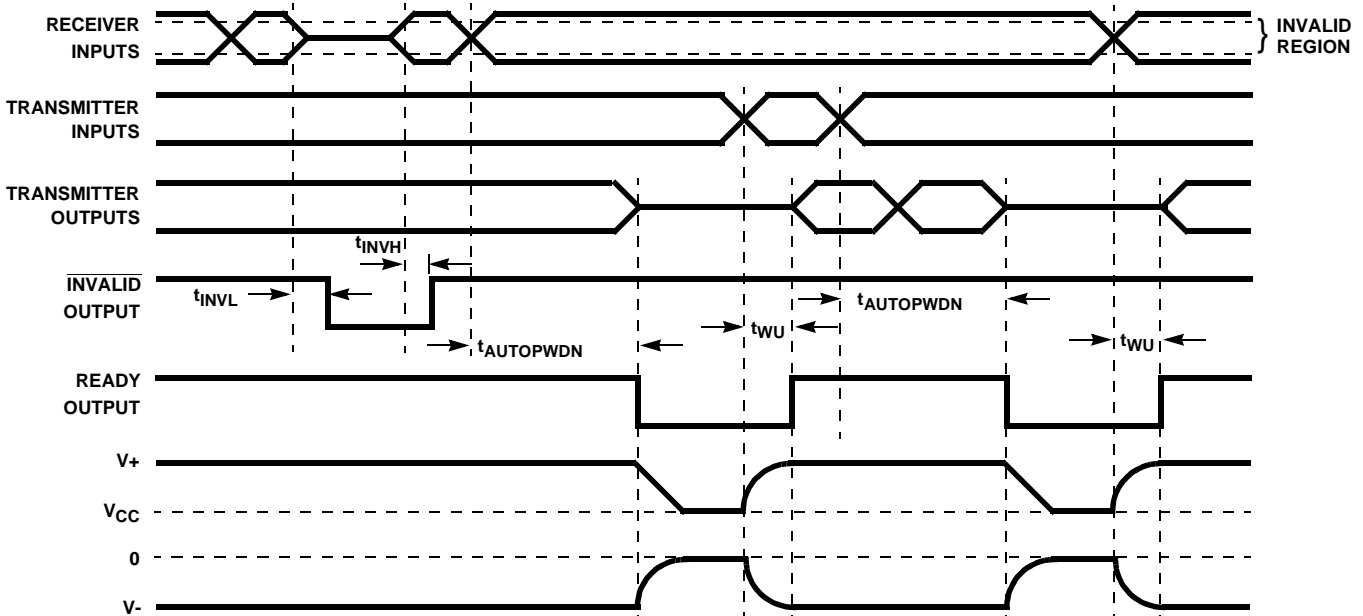 RECEIVER
INPUTS
} INVALID
REGION
TRANSMITTER
INPUTS
TRANSMITTER
OUTPUTS
tINVH
INVALID
OUTPUT
tINVL
tAUTOPWDN
tWU
tAUTOPWDN
tWU
READY
OUTPUT
V+
VCC
0
V-